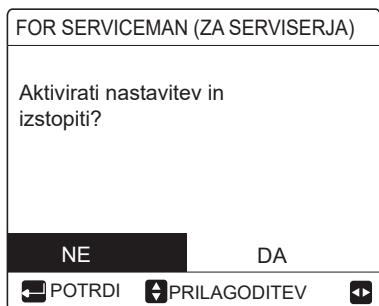 FOR SERVICEMAN (ZA SERVISERJA)
Aktivirati nastavitev in
izstopiti?
NE DA
POTRDI PRILAGODITEV